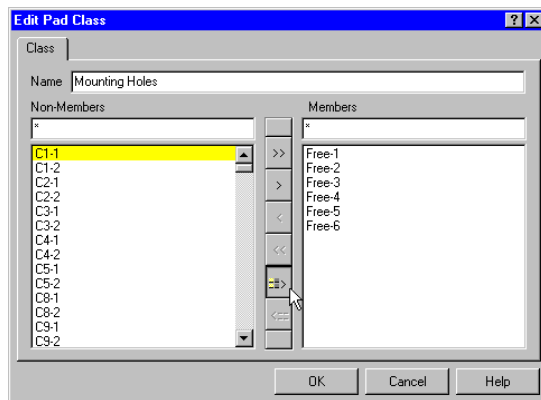 Edit Pad Class
Class
Name Mounting Holes
Non-Members
Members
*
*
C1-1
C1-2
C2-1
C2-2
C3-1
C3-2
C4-1
C4-2
C5-1
C5-2
C8-1
C8-2
C9-1
C9-2
>>
>
<
<<
=>
<==
Free-1
Free-2
Free-3
Free-4
Free-5
Free-6
OK
Cancel
Help